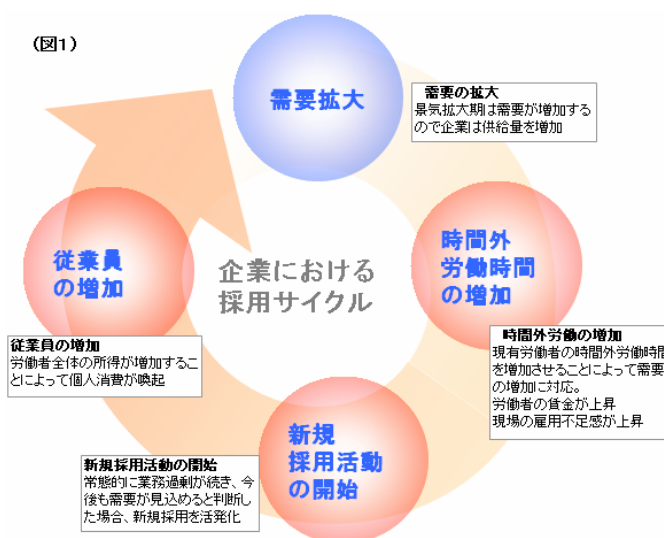 (図1)
需要拡大
需要の拡大
景気拡大期は需要が増加する
ので企業は供給量を増加
時間外
労働時間
の増加
時間外労働の増加
現有労働者の時間外労働時間
を増加させることによって需要
の増加に対応。
労働者の賃金が上昇
現場の雇用不足感が上昇
企業における
採用サイクル
従業員
の増加
従業員の増加
労働者全体の所得が増加するこ
とによって個人消費が喚起
新規
採用活動
の開始
新規採用活動の開始
常態的に業務過剰が続き、今
後も需要が見込めると判断し
た場合、新規採用を活発化